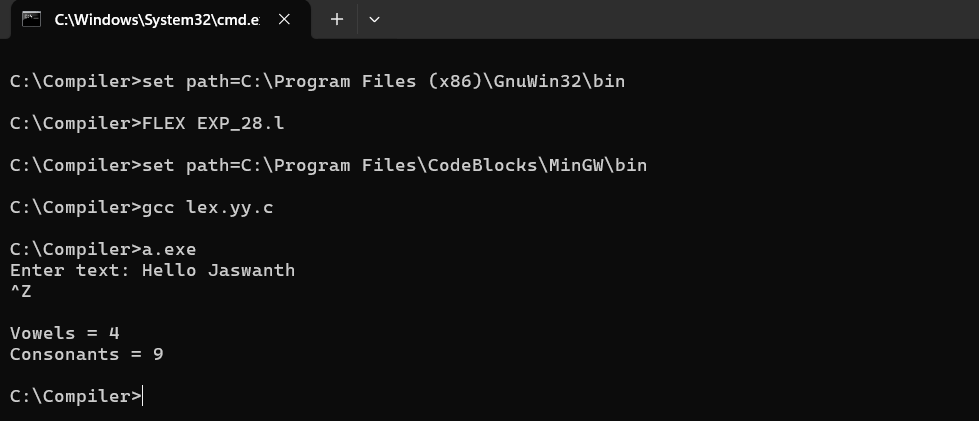 C:\Windows\System32\cmd.e
C:\Compiler>set path=C:\Program Files (x86)\GnuWin32\bin
C:\Compiler>FLEX EXP_28.l
C:\Compiler>set path=C:\Program Files\CodeBlocks\MinGW\bin
C:\Compiler>gcc lex.yy.c
C:\Compiler>a.exe
Enter text: Hello Jaswanth
^Z
Vowels = 4
Consonants = 9
C:\Compiler>